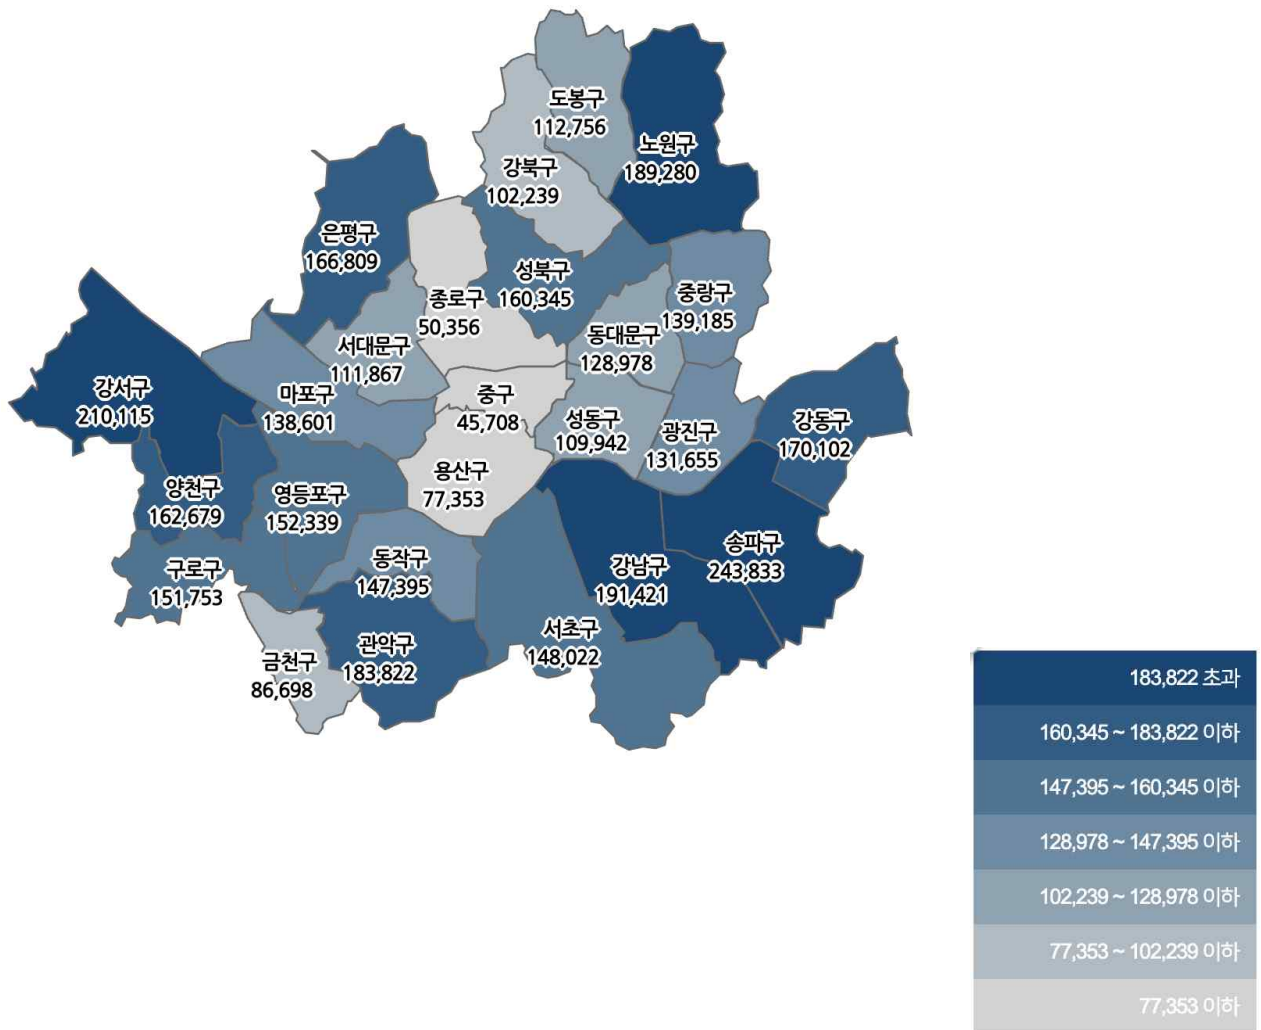 도봉구
112,756
노원구
189,280
강북구
102,239
은평구
166,809
성북구
160,345
종로구
50,356
중랑구
139,185
동대문구
128,978
서대문구
111,867
강서구
210,115
마포구
138,601
중구
45,708
성동구
109,942
광진구
131,655
강동구
170,102
용산구
77,353
양천구
162,679
영등포구
152,339
구로구
151,753
동작구
147,395
강남구
191,421
송파구
243,833
서초구
148,022
관악구
183,822
금천구
86,698
183,822 초과
160,345 ~ 183,822 이하
147,395 ~ 160,345 이하
128,978 ~ 147,395 이하
102,239 ~ 128,978 이하
77,353 ~ 102,239 이하
77,353 이하